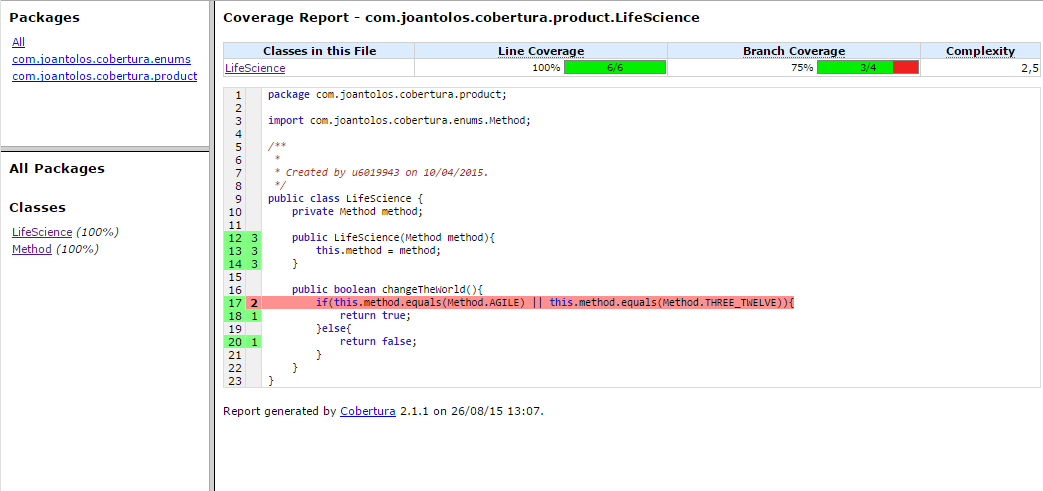 Packages
All
com.joantolos.cobertura.enums
com.joantolos.cobertura.product
All Packages
Classes
LifeScience (100%)
Method (100%)
Coverage Report - com.joantolos.cobertura.product.LifeScience
Classes in this File Line Coverage Branch Coverage Complexity
LifeScience 100% 6/6 75% 3/4 2,5
1 package com.joantolos.cobertura.product;
2
3 import com.joantolos.cobertura.enums.Method;
4
5 /**
6 *
7 * Created by u6019943 on 10/04/2015.
8 */
9 public class LifeScience {
10 private Method method;
11
12 3 public LifeScience(Method method){
13 3 this.method = method;
14 3 }
15
16 public boolean changeTheWorld(){
17 2 if(this.method.equals(Method.AGILE) || this.method.equals(Method.THREE_TWELVE)){
18 1 return true;
19 }else{
20 1 return false;
21 }
22 }
23 }
Report generated by Cobertura 2.1.1 on 26/08/15 13:07.